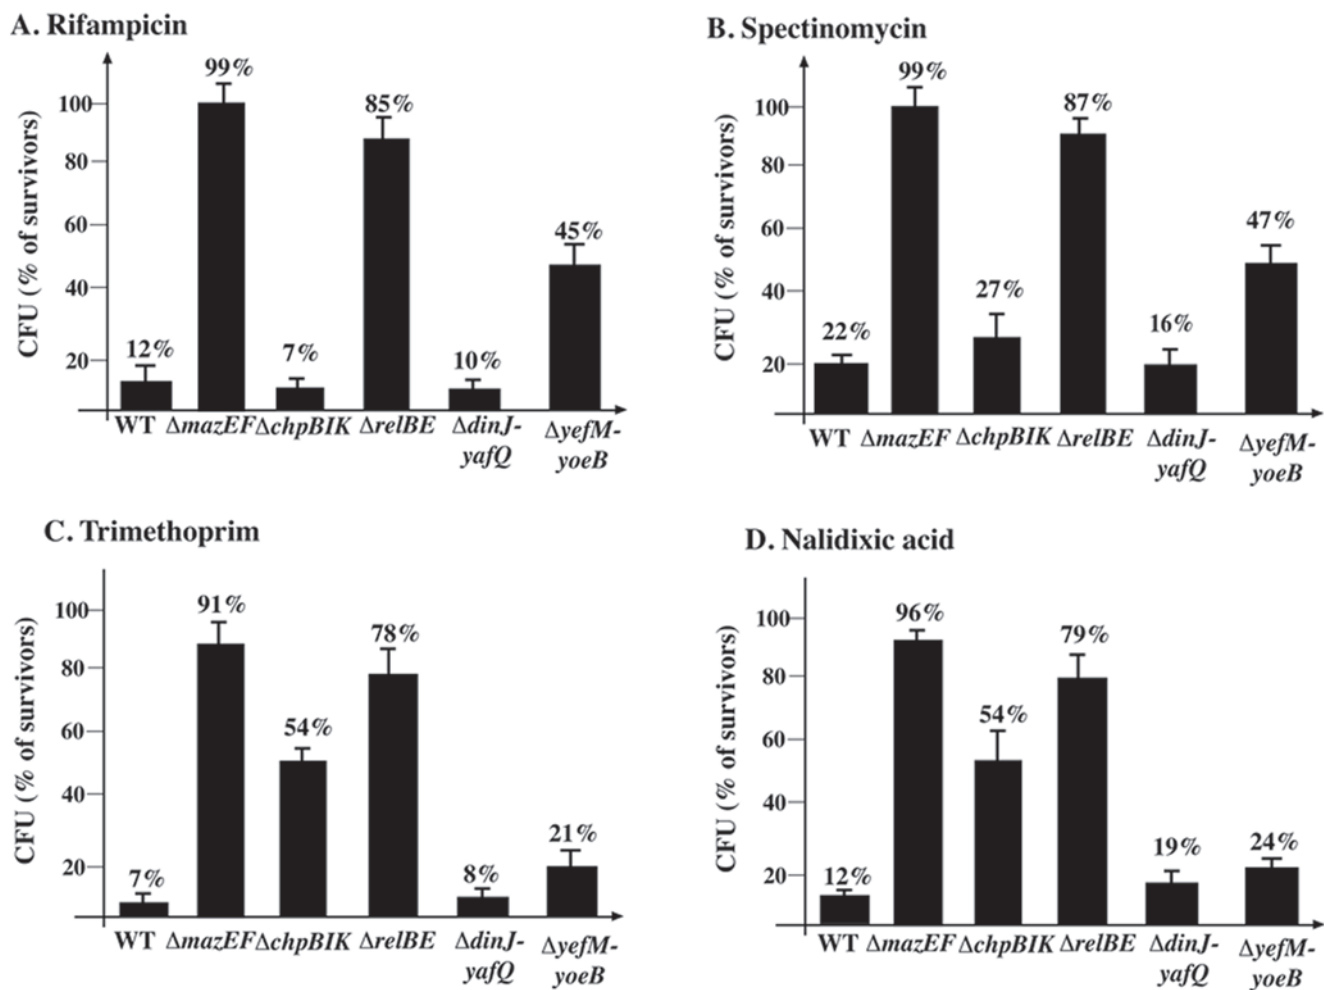 A. Rifampicin
CFU (% of survivors)
100
80
60
40
20
12%
99%
7%
85%
10%
45%
WT ΔmazEF ΔchpBIK ΔrelBE ΔdinJ- ΔyefM-
yafQ yoeB
B. Spectinomycin
CFU (% of survivors)
100
80
60
40
20
22%
99%
27%
87%
16%
47%
WT ΔmazEF ΔchpBIK ΔrelBE ΔdinJ- ΔyefM-
yafQ yoeB
C. Trimethoprim
CFU (% of survivors)
100
80
60
40
20
7%
91%
54%
78%
8%
21%
WT ΔmazEF ΔchpBIK ΔrelBE ΔdinJ- ΔyefM-
yafQ yoeB
D. Nalidixic acid
CFU (% of survivors)
100
80
60
40
20
12%
96%
54%
79%
19%
24%
WT ΔmazEF ΔchpBIK ΔrelBE ΔdinJ- ΔyefM-
yafQ yoeB